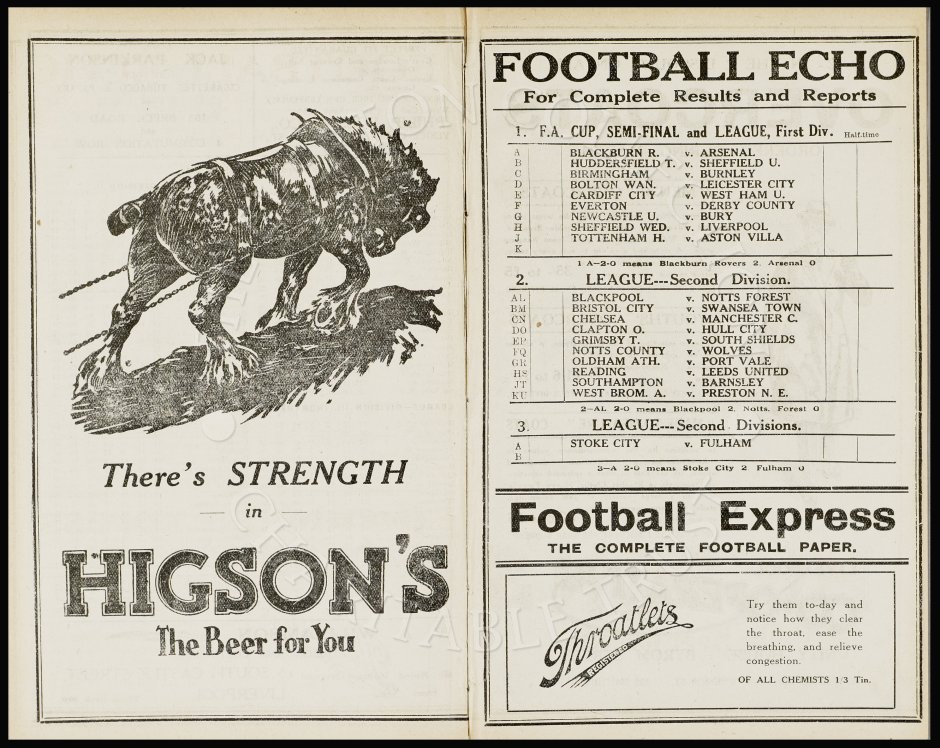 There's STRENGTH
in
HIGSON'S
The Beer for You
FOOTBALL ECHO
For Complete Results and Reports
1. F.A. CUP, SEMI-FINAL and LEAGUE, First Div. Half-time
A BLACKBURN R. v. ARSENAL
B HUDDERSFIELD T. v. SHEFFIELD U.
C BIRMINGHAM v. BURNLEY
D BOLTON WAN. v. LEICESTER CITY
E CARDIFF CITY v. WEST HAM U.
F EVERTON v. DERBY COUNTY
G NEWCASTLE U. v. BURY
H SHEFFIELD WED. v. LIVERPOOL
J TOTTENHAM H. v. ASTON VILLA
K
1 A–2-0 means Blackburn Rovers 2, Arsenal 0
2. LEAGUE---Second Division.
AL BLACKPOOL v. NOTTS FOREST
BM BRISTOL CITY v. SWANSEA TOWN
CN CHELSEA v. MANCHESTER C.
DO CLAPTON O. v. HULL CITY
EP GRIMSBY T. v. SOUTH SHIELDS
FQ NOTTS COUNTY v. WOLVES
GR OLDHAM ATH. v. PORT VALE
HS READING v. LEEDS UNITED
JT SOUTHAMPTON v. BARNSLEY
KU WEST BROM. A. v. PRESTON N. E.
2–AL 2-0 means Blackpool 2, Notts. Forest 0
3. LEAGUE---Second Divisions.
A STOKE CITY v. FULHAM
B
3–A 2-0 means Stoke City 2 Fulham 0
Football Express
THE COMPLETE FOOTBALL PAPER.
Throatlets
REGISTERED
Try them to-day and
notice how they clear
the throat, ease the
breathing, and relieve
congestion.
OF ALL CHEMISTS 1/3 Tin.